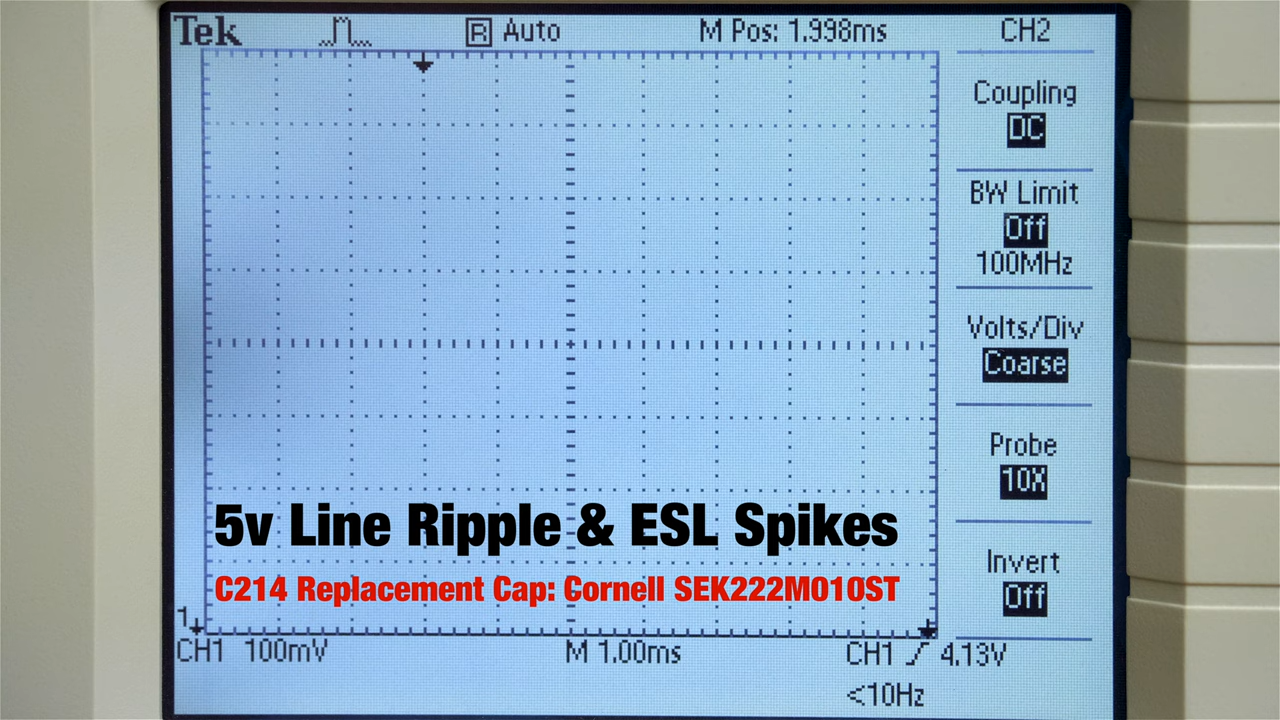 Tek R Auto M Pos: 1.998ms CH2
Coupling
DC
BW Limit
Off
100MHz
Volts/Div
Coarse
Probe
10X
Invert
Off
5v Line Ripple & ESL Spikes
C214 Replacement Cap: Cornell SEK222M010ST
1
CH1 100mV M 1.00ms CH1 4.13V
<10Hz